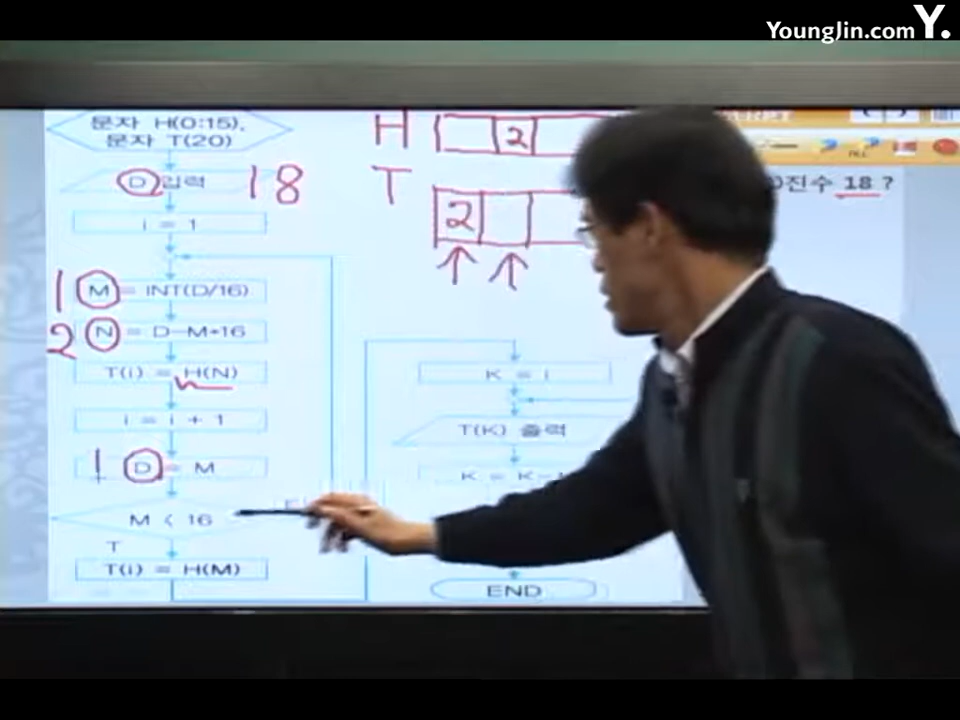 YoungJin.com Y.
문자 H(0:15),
문자 T(20)
D 입력 18
i = 1
1 M = INT(D/16)
2 N = D-M*16
T(i) = H(N)
i = i + 1
1 D = M
M < 16
T
T(i) = H(M)
H 2
T 2
진수 18 ?
K = i
T(K) 출력
K = K-
END